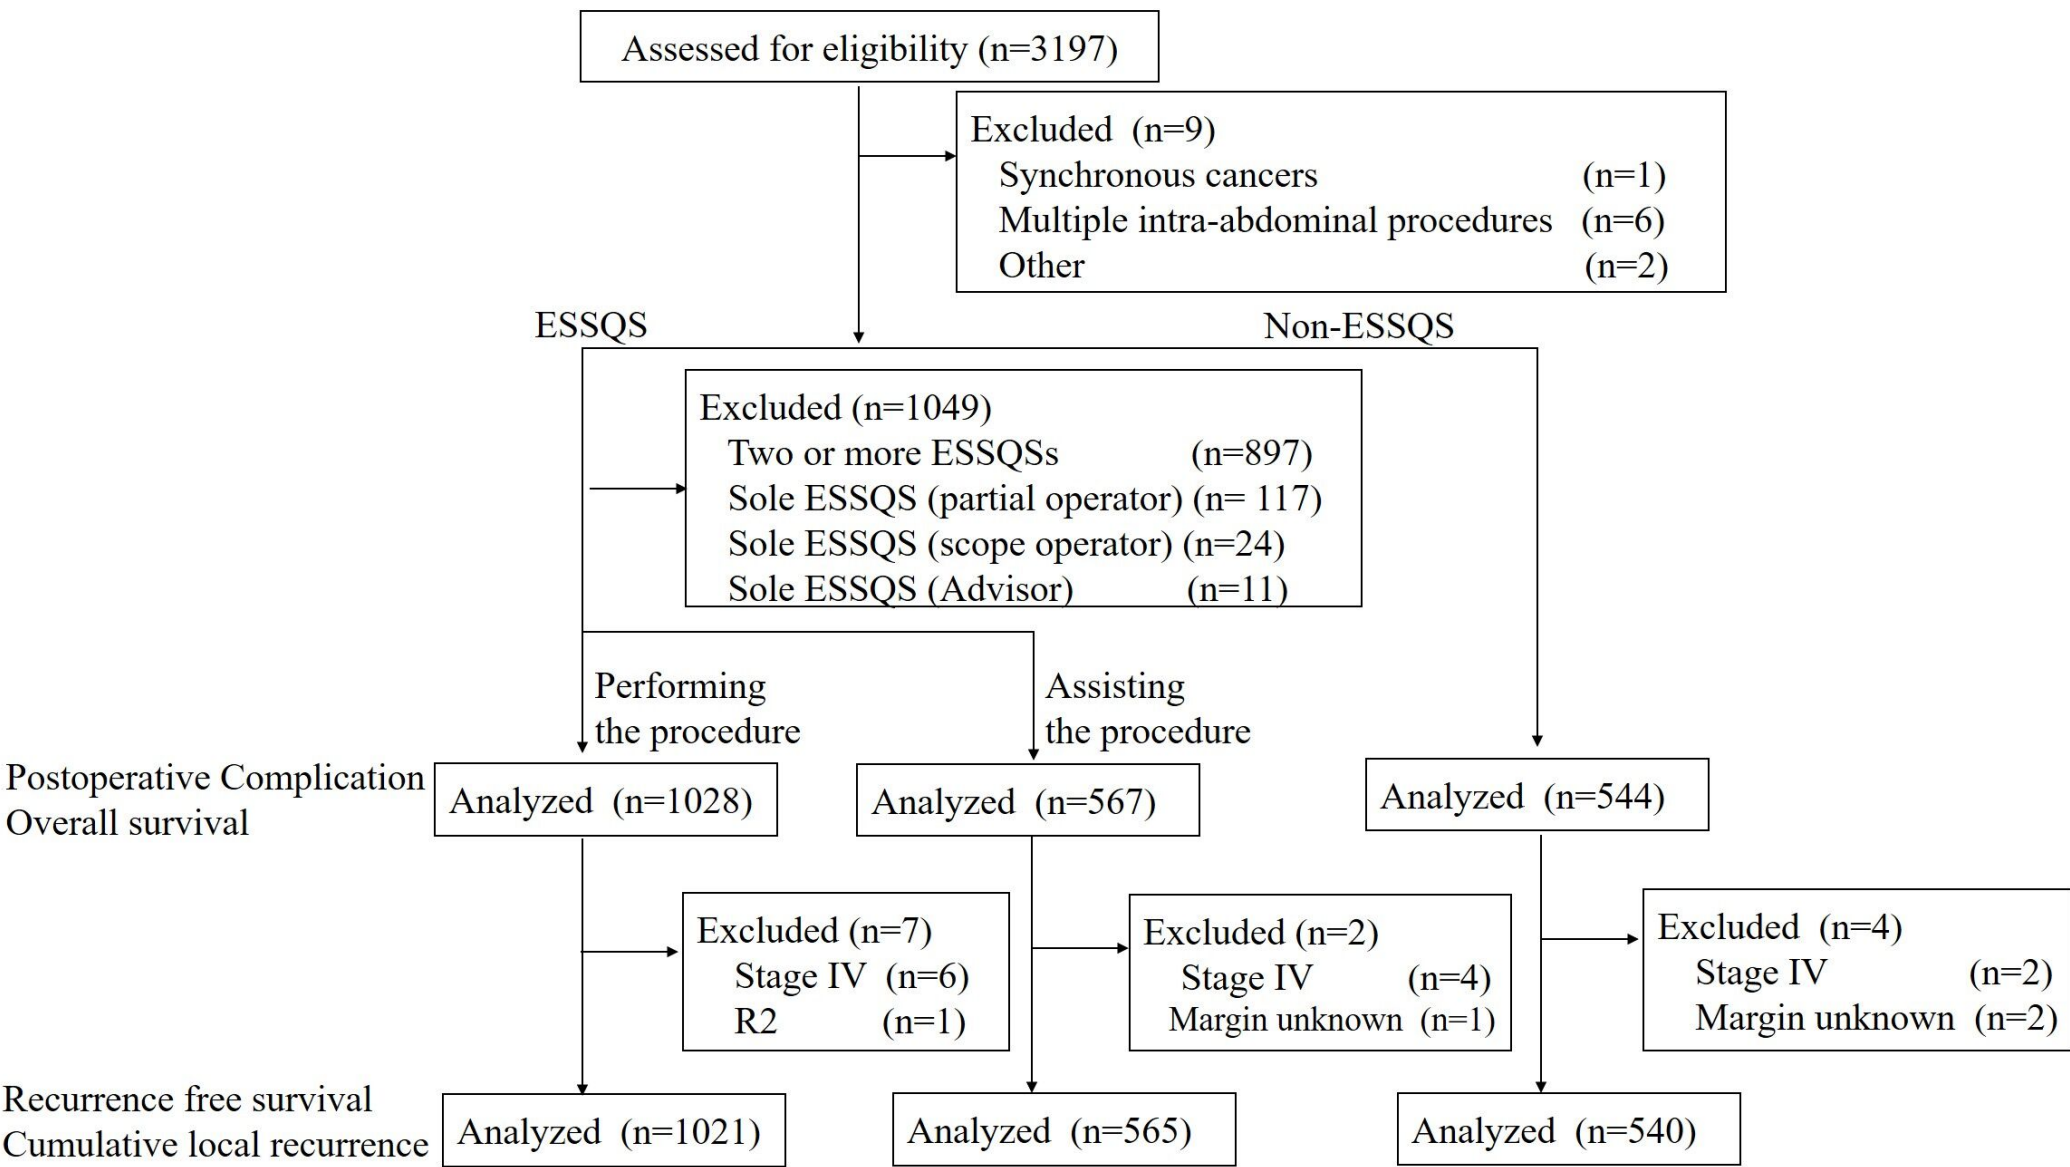 Assessed for eligibility (n=3197)
Excluded (n=9)
Synchronous cancers (n=1)
Multiple intra-abdominal procedures (n=6)
Other (n=2)
ESSQS
Non-ESSQS
Excluded (n=1049)
Two or more ESSQSs (n=897)
Sole ESSQS (partial operator) (n= 117)
Sole ESSQS (scope operator) (n=24)
Sole ESSQS (Advisor) (n=11)
Performing
the procedure
Assisting
the procedure
Postoperative Complication
Overall survival
Analyzed (n=1028)
Analyzed (n=567)
Analyzed (n=544)
Excluded (n=7)
Stage IV (n=6)
R2 (n=1)
Excluded (n=2)
Stage IV (n=4)
Margin unknown (n=1)
Excluded (n=4)
Stage IV (n=2)
Margin unknown (n=2)
Recurrence free survival
Cumulative local recurrence
Analyzed (n=1021)
Analyzed (n=565)
Analyzed (n=540)